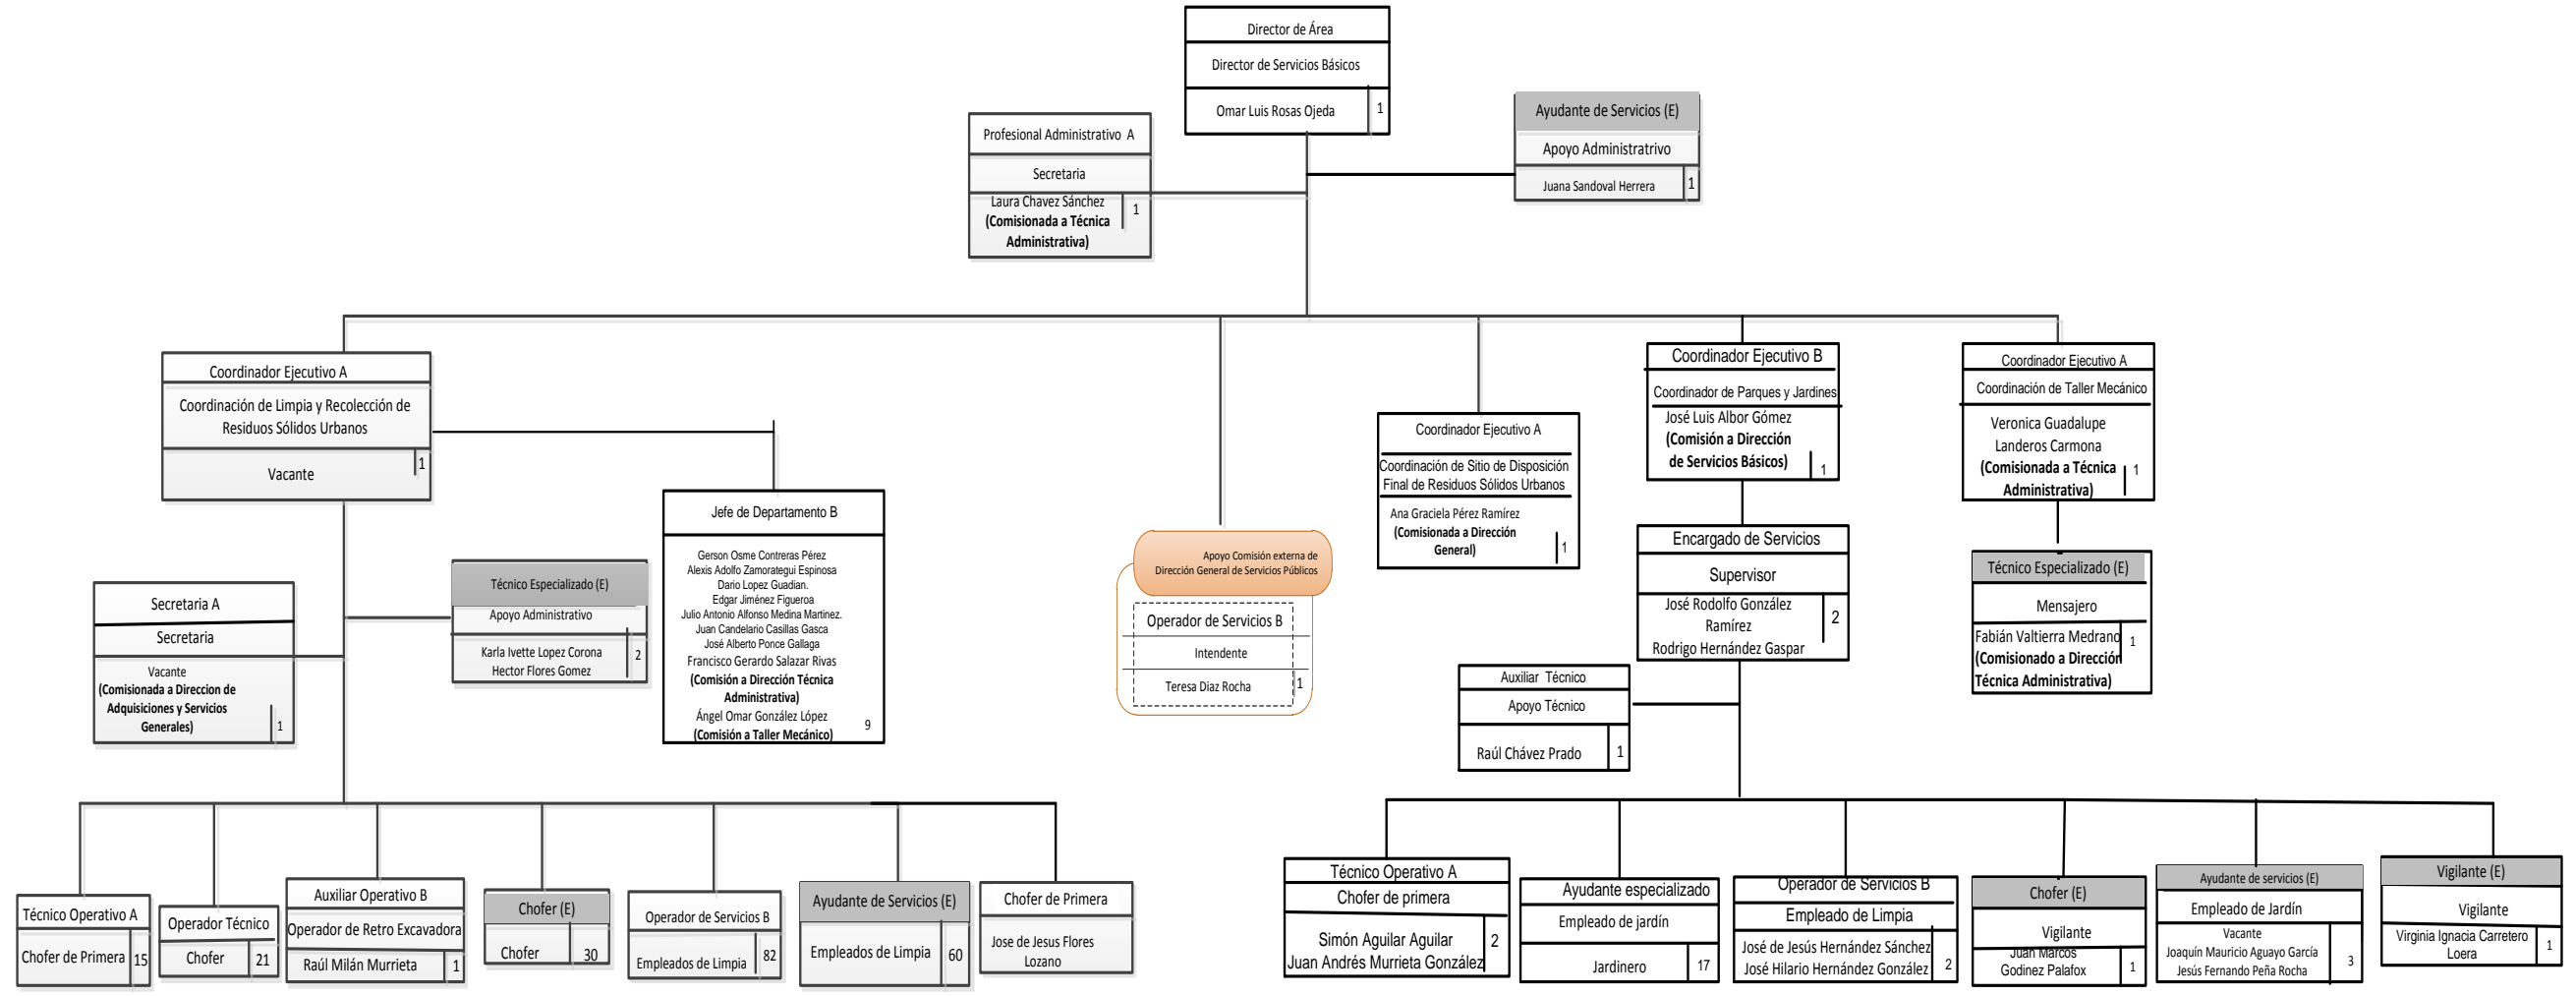 Director de Área
Director de Servicios Básicos
Omar Luis Rosas Ojeda
1
Profesional Administrativo A
Secretaria
Laura Chavez Sánchez
1
(Comisionada a Técnica
Administrativa)
Ayudante de Servicios (E)
Apoyo Administratrivo
Juana Sandoval Herrera
1
Coordinador Ejecutivo A
Coordinación de Limpia y Recolección de
Residuos Sólidos Urbanos
Vacante
1
Jefe de Departamento B
Gerson Osme Contreras Pérez
Alexis Adolfo Zamorategui Espinosa
Dario Lopez Guadian.
Edgar Jiménez Figueroa
Julio Antonio Alfonso Medina Martinez.
Juan Candelario Casillas Gasca
José Alberto Ponce Gallaga
Francisco Gerardo Salazar Rivas
(Comisión a Dirección Técnica
Administrativa)
Ángel Omar González López
(Comisión a Taller Mecánico)
9
Técnico Especializado (E)
Apoyo Administrativo
Karla Ivette Lopez Corona
Hector Flores Gomez
2
Secretaria A
Secretaria
Vacante
(Comisionada a Direccion de
Adquisiciones y Servicios
Generales)
1
Apoyo Comisión externa de
Dirección General de Servicios Públicos
Operador de Servicios B
Intendente
Teresa Diaz Rocha
1
Coordinador Ejecutivo A
Coordinación de Sitio de Disposición
Final de Residuos Sólidos Urbanos
Ana Graciela Pérez Ramírez
(Comisionada a Dirección
General)
1
Coordinador Ejecutivo B
Coordinador de Parques y Jardines
José Luis Albor Gómez
(Comisión a Dirección
de Servicios Básicos)
1
Encargado de Servicios
Supervisor
José Rodolfo González
Ramírez
Rodrigo Hernández Gaspar
2
Auxiliar Técnico
Apoyo Técnico
Raúl Chávez Prado
1
Coordinador Ejecutivo A
Coordinación de Taller Mecánico
Veronica Guadalupe
Landeros Carmona
(Comisionada a Técnica
Administrativa)
1
Técnico Especializado (E)
Mensajero
Fabián Valtierra Medrano
(Comisionado a Dirección
Técnica Administrativa)
1
Técnico Operativo A
Chofer de Primera
15
Operador Técnico
Chofer
21
Auxiliar Operativo B
Operador de Retro Excavadora
Raúl Milán Murrieta
1
Chofer (E)
Chofer
30
Operador de Servicios B
Empleados de Limpia
82
Ayudante de Servicios (E)
Empleados de Limpia
60
Chofer de Primera
Jose de Jesus Flores
Lozano
Técnico Operativo A
Chofer de primera
Simón Aguilar Aguilar
Juan Andrés Murrieta González
2
Ayudante especializado
Empleado de jardín
Jardinero
17
Operador de Servicios B
Empleado de Limpia
José de Jesús Hernández Sánchez
José Hilario Hernández González
2
Chofer (E)
Vigilante
Juan Marcos
Godinez Palafox
1
Ayudante de servicios (E)
Empleado de Jardín
Vacante
Joaquín Mauricio Aguayo García
Jesús Fernando Peña Rocha
3
Vigilante (E)
Vigilante
Virginia Ignacia Carretero
Loera
1